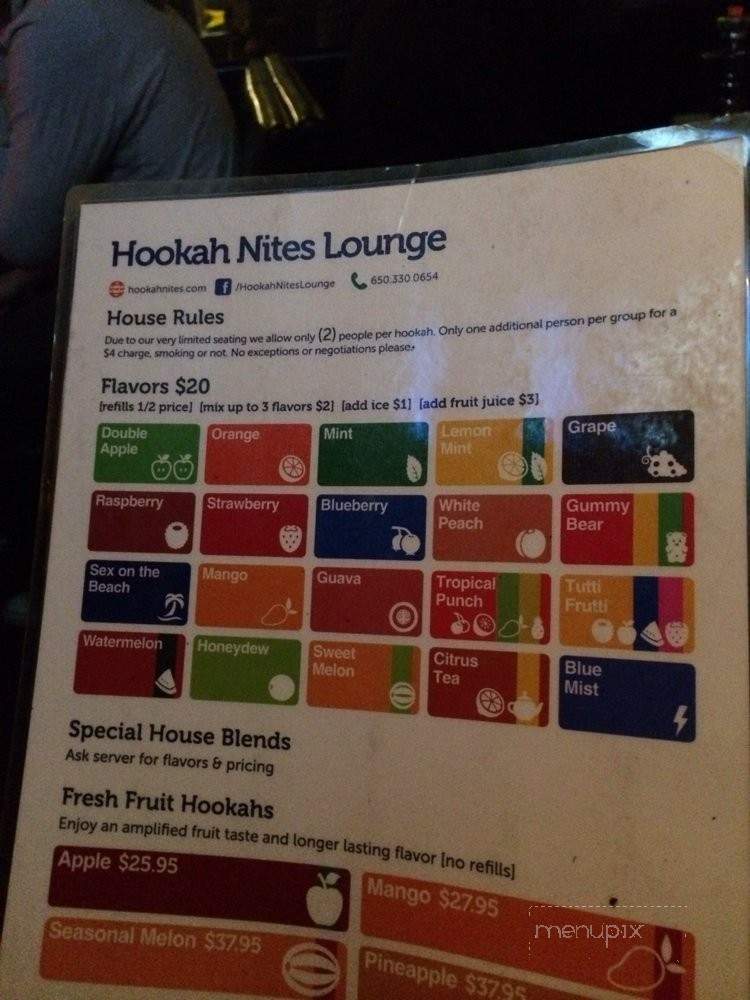 Hookah Nites Lounge
hookahnites.com f /HookahNitesLounge 650.330.0654
House Rules
Due to our very limited seating we allow only (2) people per hookah. Only one additional person per group for a
$4 charge, smoking or not. No exceptions or negotiations please.
Flavors $20
[refills 1/2 price] [mix up to 3 flavors $2] [add ice $1] [add fruit juice $3]
Double Apple
Orange
Mint
Lemon Mint
Grape
Raspberry
Strawberry
Blueberry
White Peach
Gummy Bear
Sex on the Beach
Mango
Guava
Tropical Punch
Tutti Frutti
Watermelon
Honeydew
Sweet Melon
Citrus Tea
Blue Mist
Special House Blends
Ask server for flavors & pricing
Fresh Fruit Hookahs
Enjoy an amplified fruit taste and longer lasting flavor [no refills]
Apple $25.95
Mango $27.95
Seasonal Melon $37.95
Pineapple $37.95
menupix